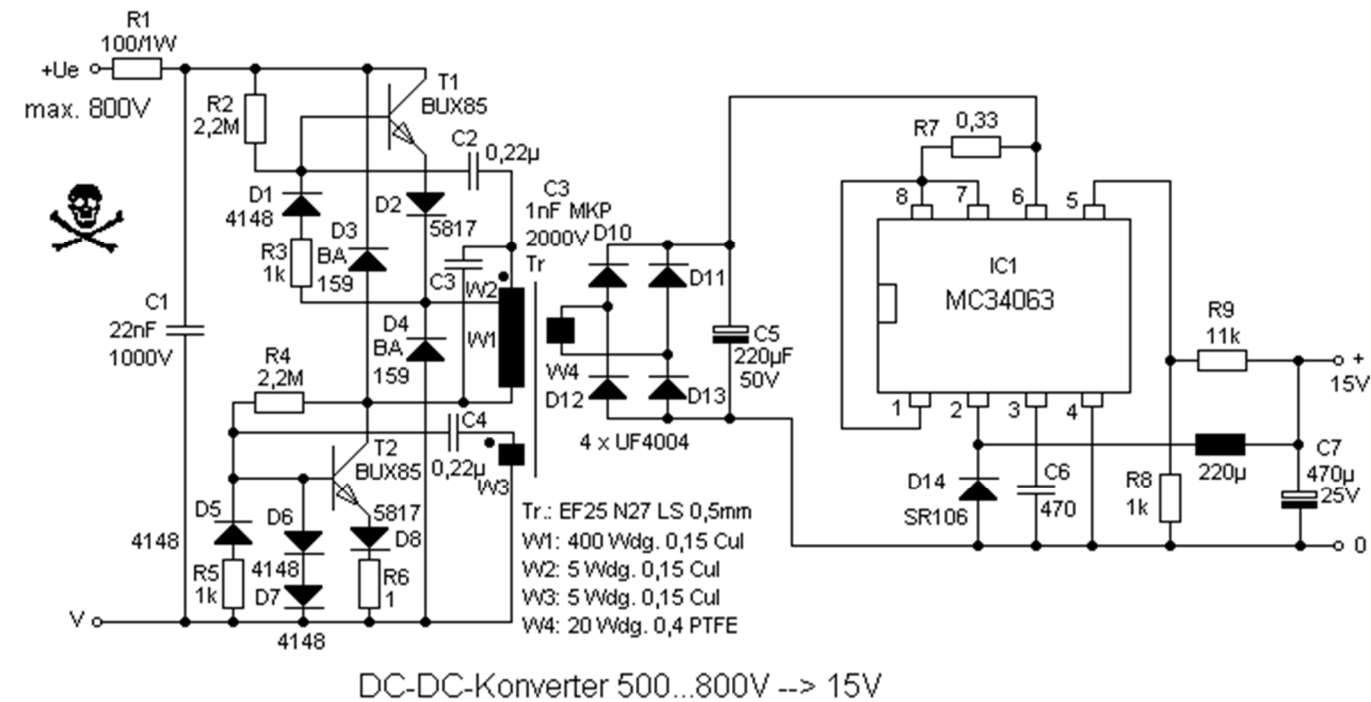 R1
100/1W
+Ue
max. 800V
R2
2,2M
T1
BUX85
C2
0,22µ
D1
4148
D2
5817
D3
BA
159
R3
1k
C3
1nF MKP
2000V
C3
Tr
W2
W1
D4
BA
159
C1
22nF
1000V
R4
2,2M
C4
0,22µ
W3
T2
BUX85
5817
D8
D5
4148
D6
4148
R5
1k
D7
4148
R6
1
V
D10
D11
W4
D12
D13
4 x UF4004
C5
220µF
50V
R7
0,33
8
7
6
5
IC1
MC34063
1
2
3
4
R9
11k
+
15V
220µ
D14
SR106
C6
470
R8
1k
C7
470µ
25V
0
Tr.: EF25 N27 LS 0,5mm
W1: 400 Wdg. 0,15 Cul
W2: 5 Wdg. 0,15 Cul
W3: 5 Wdg. 0,15 Cul
W4: 20 Wdg. 0,4 PTFE
DC-DC-Konverter 500...800V --> 15V